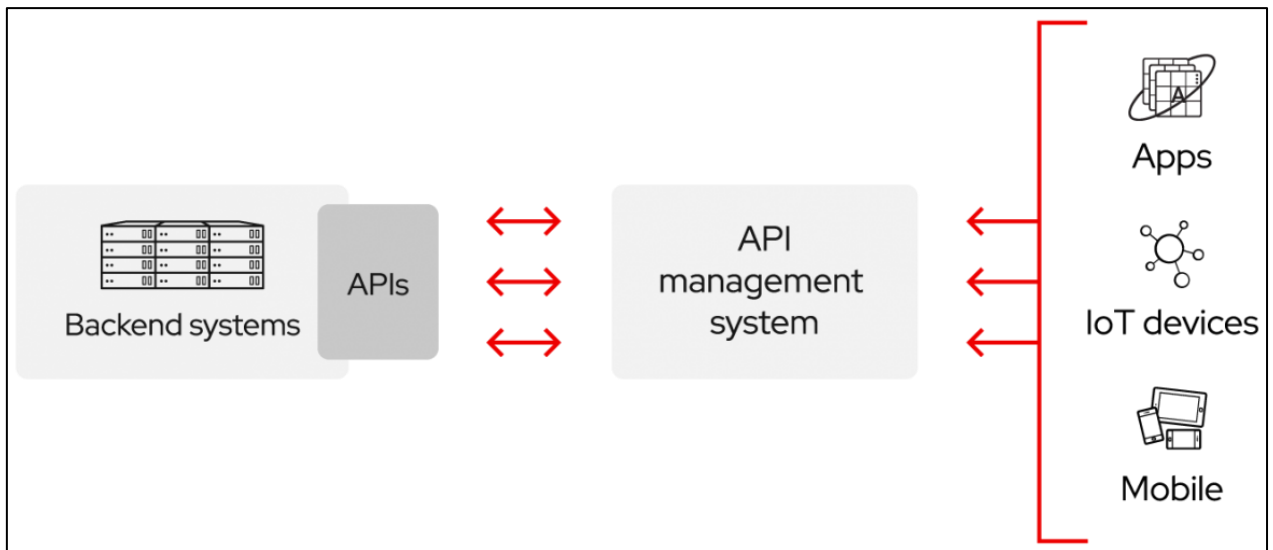 Backend systems
APIs
API
management
system
A
Apps
IoT devices
Mobile